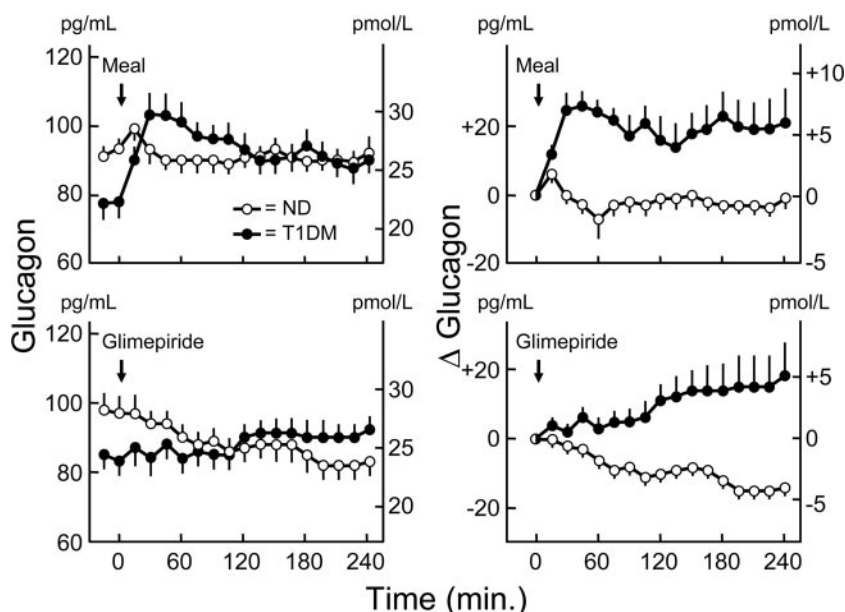 pg/mL pmol/L pg/mL pmol/L
120 Meal Meal +10
30 +20
100 +5
25 0 0
80 = ND
= T1DM
60 -20 -5
Glucagon Δ Glucagon
pg/mL pmol/L pg/mL pmol/L
120 Glimepiride Glimepiride
30 +20 +5
100
25 0 0
80
20 -20 -5
60
0 60 120 180 240 0 60 120 180 240
Time (min.)